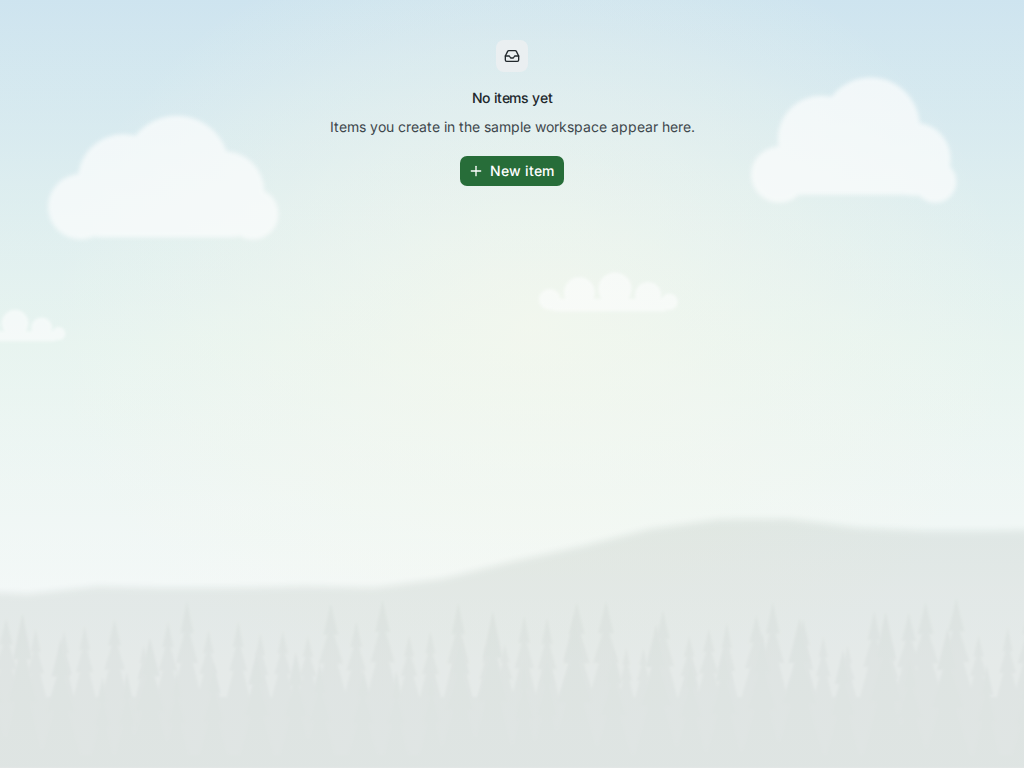 No items yet
Items you create in the sample workspace appear here.
New item